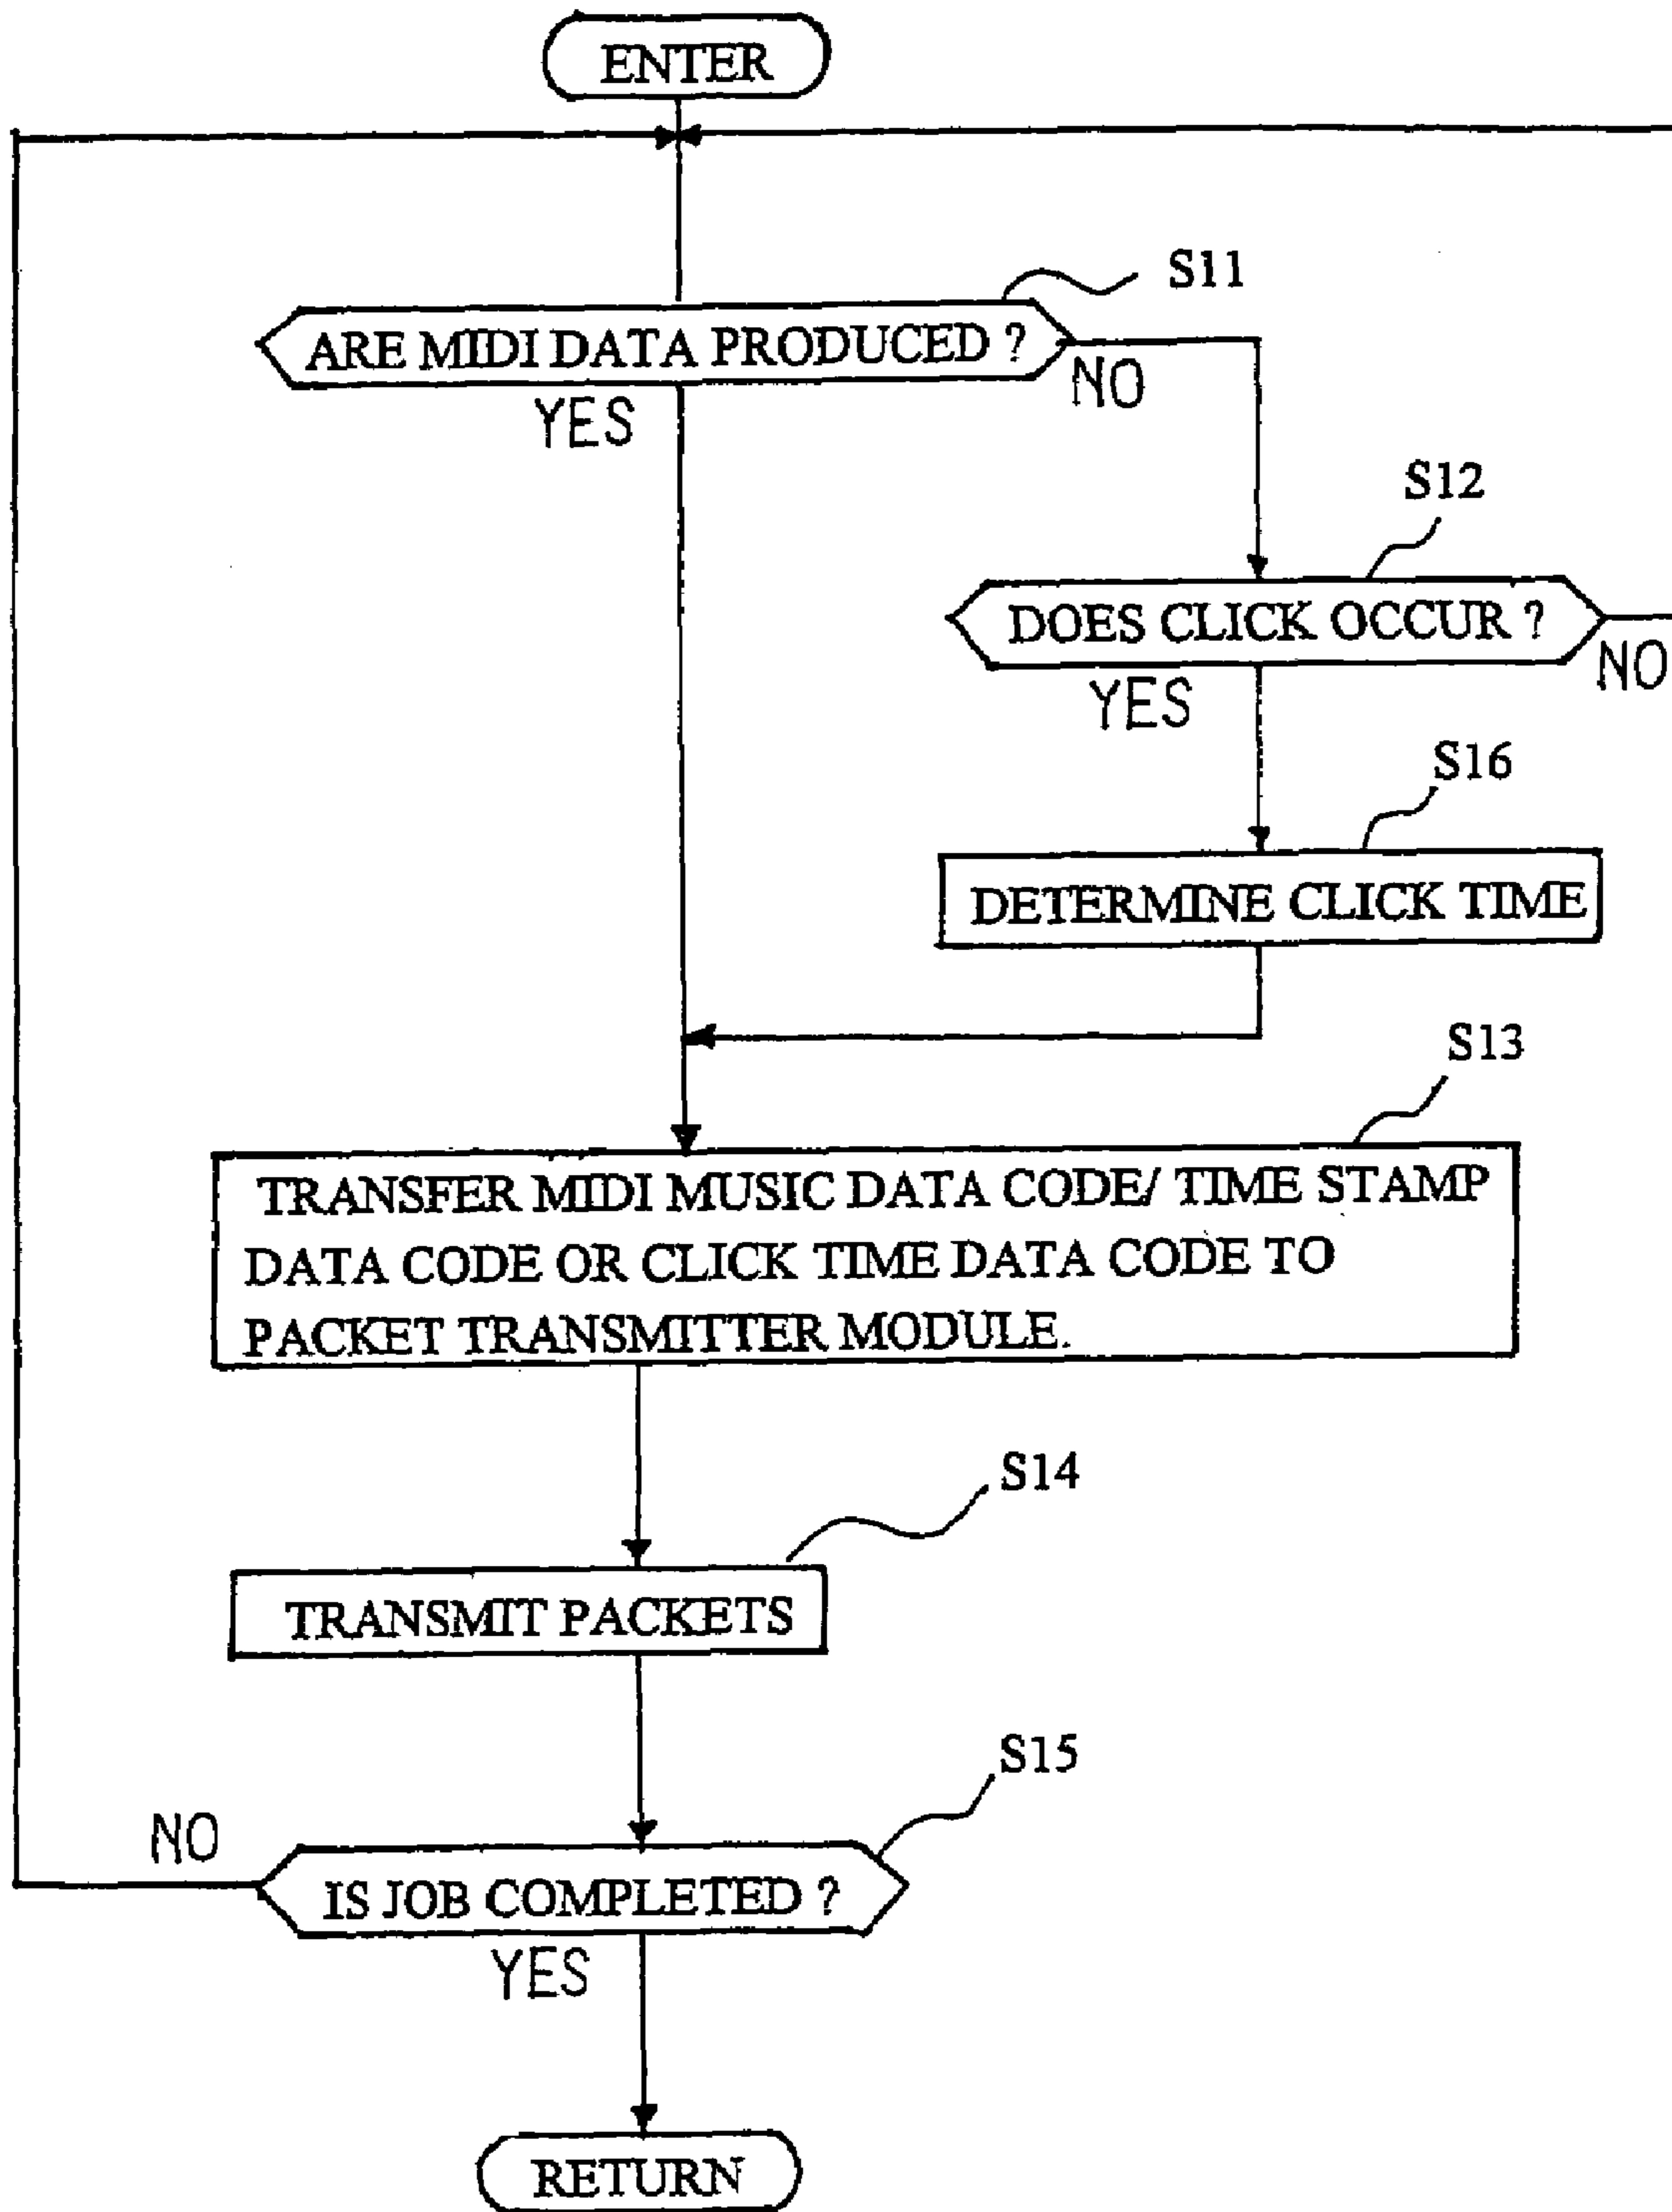 ENTER
S11
ARE MIDI DATA PRODUCED ?
YES
NO
S12
DOES CLICK OCCUR ?
YES
NO
S16
DETERMINE CLICK TIME
S13
TRANSFER MIDI MUSIC DATA CODE/ TIME STAMP
DATA CODE OR CLICK TIME DATA CODE TO
PACKET TRANSMITTER MODULE.
S14
TRANSMIT PACKETS
S15
NO
IS JOB COMPLETED ?
YES
RETURN